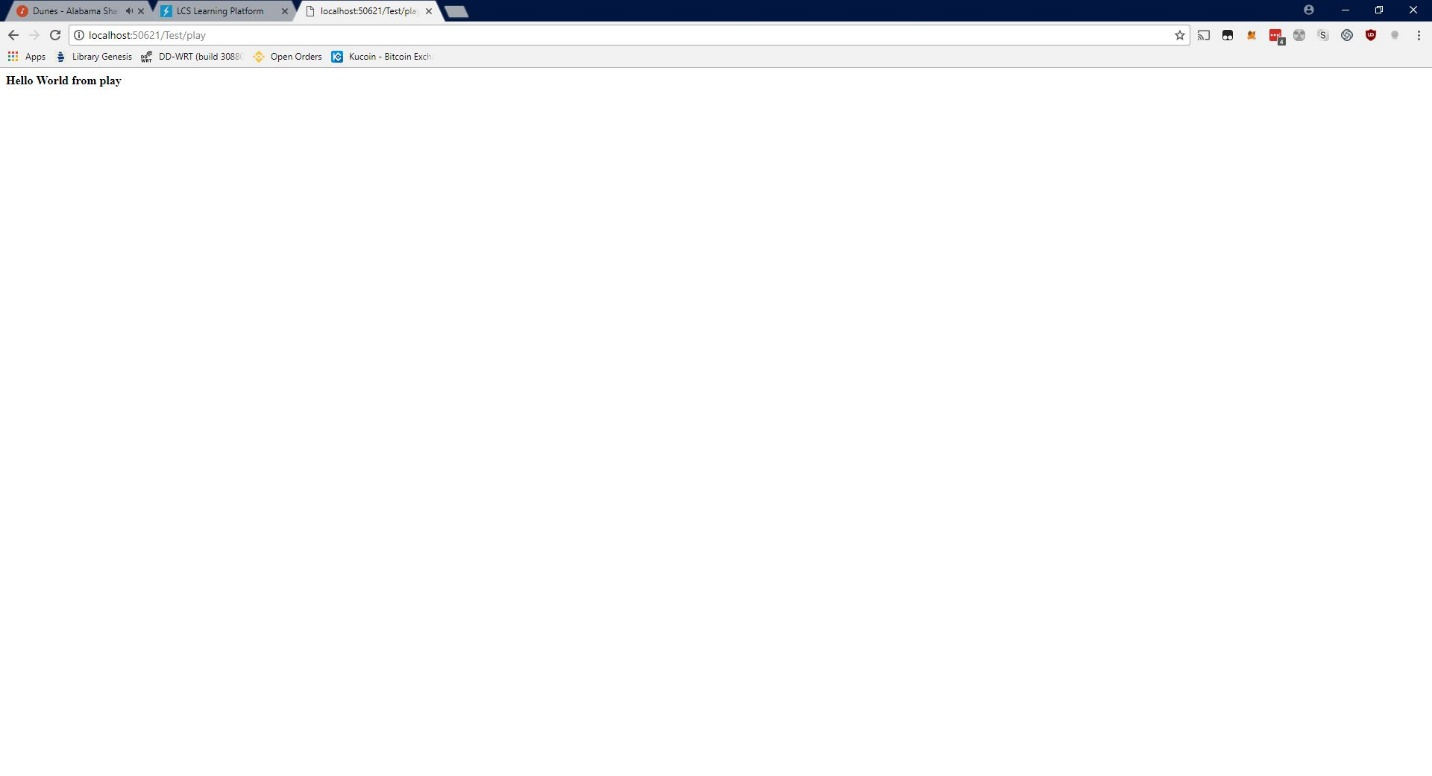 Dunes - Alabama Sha
LCS Learning Platform
localhost:50621/Test/pla
localhost:50621/Test/play
4
S
Apps
Library Genesis
DD-WRT (build 3088
Open Orders
Kucoin - Bitcoin Exch
Hello World from play